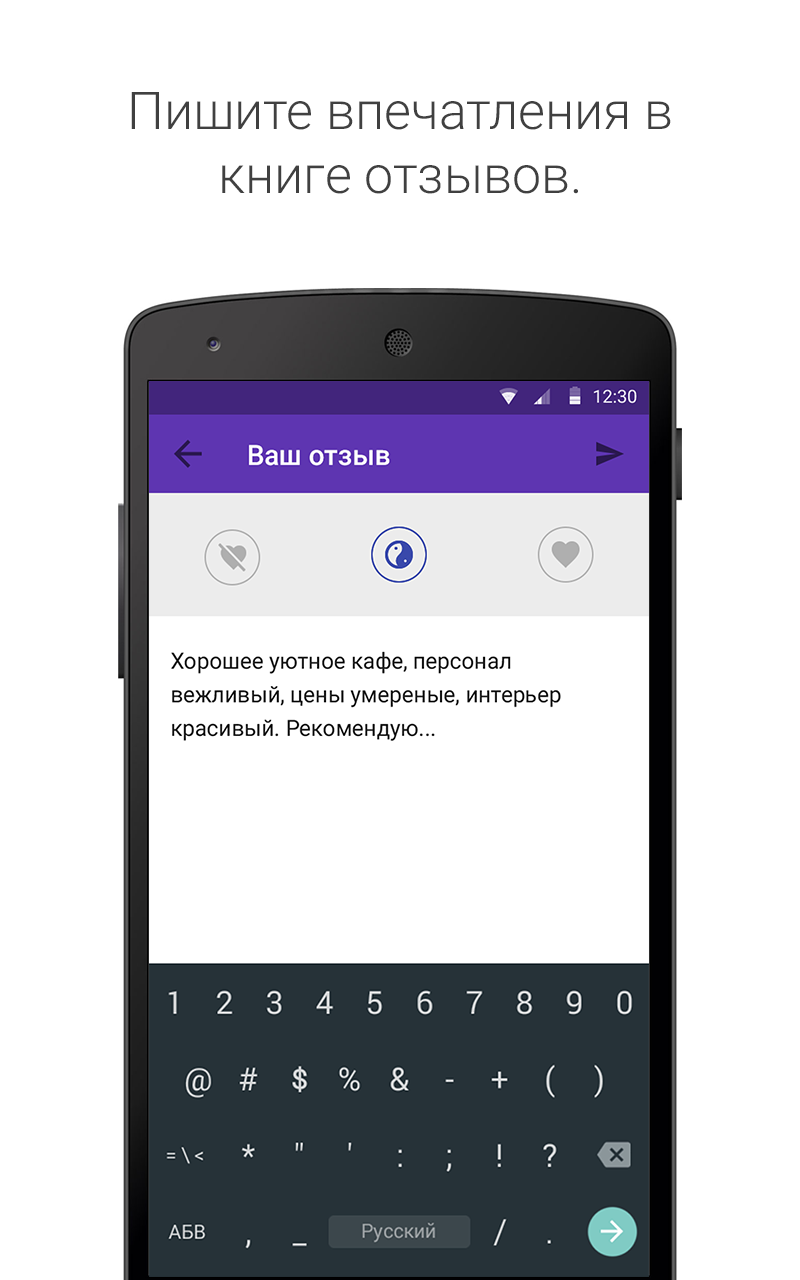 Пишите впечатления в
книге отзывов.
12:30
Ваш отзыв
Хорошее уютное кафе, персонал
вежливый, цены умереные, интерьер
красивый. Рекомендую...
1 2 3 4 5 6 7 8 9 0
@ # $ % & - + ( )
= \ < * " ' : ; ! ?
АБВ , _ Русский / .